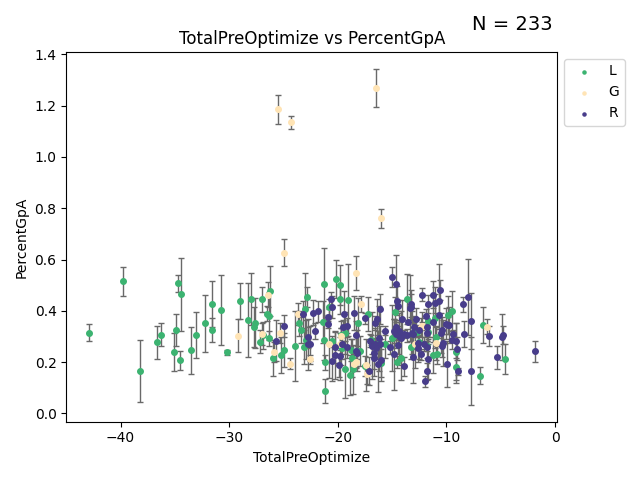 N = 233
TotalPreOptimize vs PercentGpA
1.4
1.2
1.0
0.8
0.6
0.4
0.2
0.0
PercentGpA
−40
−30
−20
−10
0
TotalPreOptimize
L
G
R